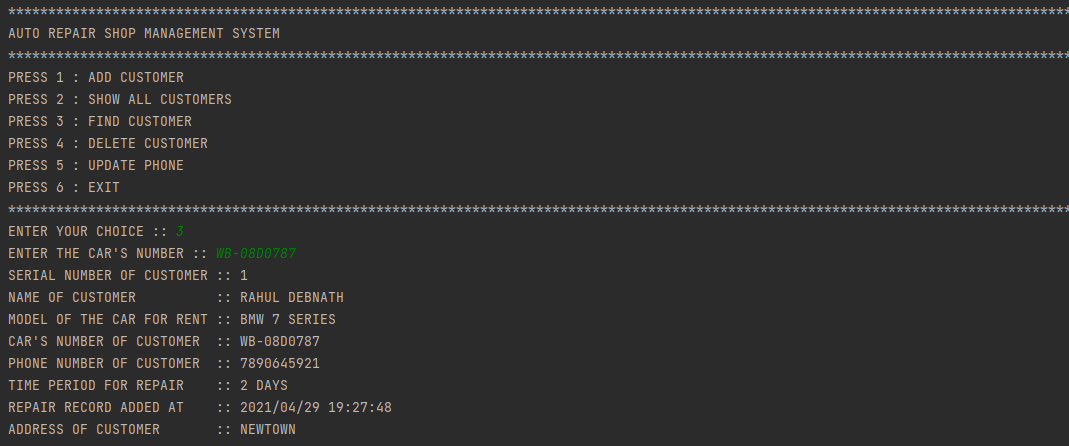 *************************************************************************************************************************************
AUTO REPAIR SHOP MANAGEMENT SYSTEM
*************************************************************************************************************************************
PRESS 1 : ADD CUSTOMER
PRESS 2 : SHOW ALL CUSTOMERS
PRESS 3 : FIND CUSTOMER
PRESS 4 : DELETE CUSTOMER
PRESS 5 : UPDATE PHONE
PRESS 6 : EXIT
*************************************************************************************************************************************
ENTER YOUR CHOICE :: 3
ENTER THE CAR'S NUMBER :: WB-08D0787
SERIAL NUMBER OF CUSTOMER :: 1
NAME OF CUSTOMER          :: RAHUL DEBNATH
MODEL OF THE CAR FOR RENT :: BMW 7 SERIES
CAR'S NUMBER OF CUSTOMER  :: WB-08D0787
PHONE NUMBER OF CUSTOMER  :: 7890645921
TIME PERIOD FOR REPAIR    :: 2 DAYS
REPAIR RECORD ADDED AT    :: 2021/04/29 19:27:48
ADDRESS OF CUSTOMER       :: NEWTOWN